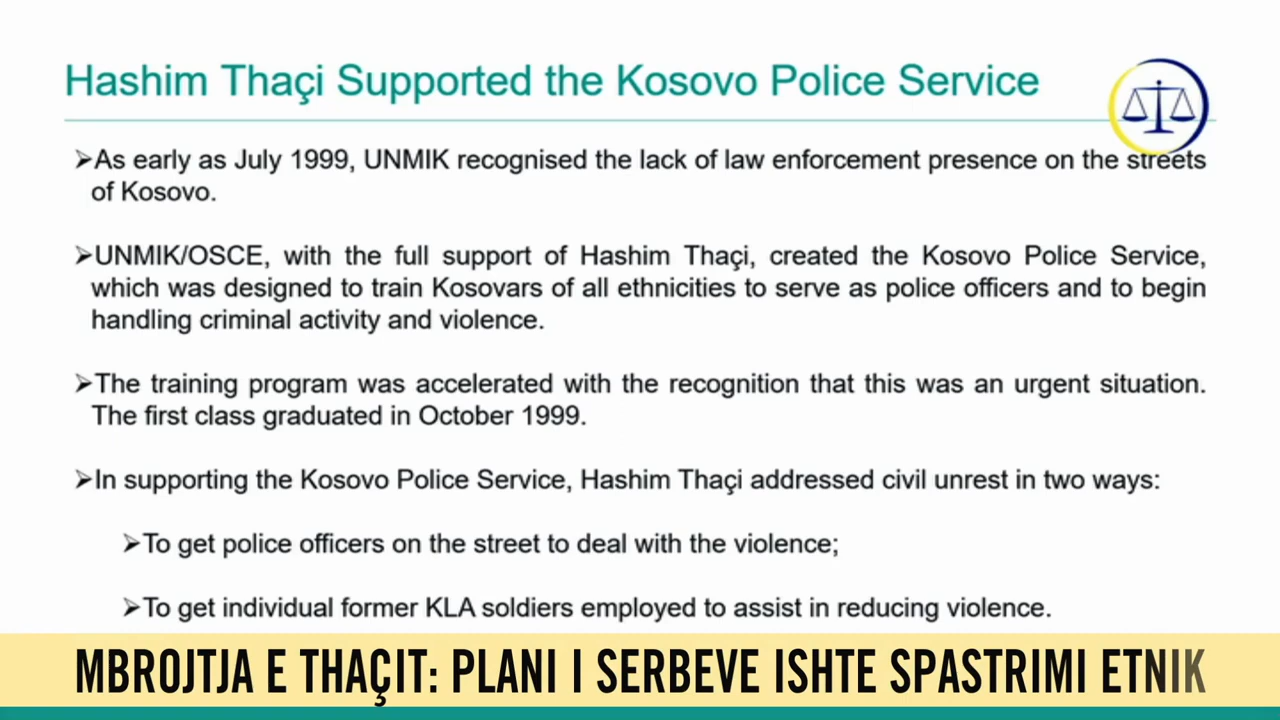 Hashim Thaçi Supported the Kosovo Police Service
➢As early as July 1999, UNMIK recognised the lack of law enforcement presence on the streets
of Kosovo.
➢UNMIK/OSCE, with the full support of Hashim Thaçi, created the Kosovo Police Service,
which was designed to train Kosovars of all ethnicities to serve as police officers and to begin
handling criminal activity and violence.
➢The training program was accelerated with the recognition that this was an urgent situation.
The first class graduated in October 1999.
➢In supporting the Kosovo Police Service, Hashim Thaçi addressed civil unrest in two ways:
➢To get police officers on the street to deal with the violence;
➢To get individual former KLA soldiers employed to assist in reducing violence.
MBROJTJA E THAÇIT: PLANI I SERBEVE ISHTE SPASTRIMI ETNIK